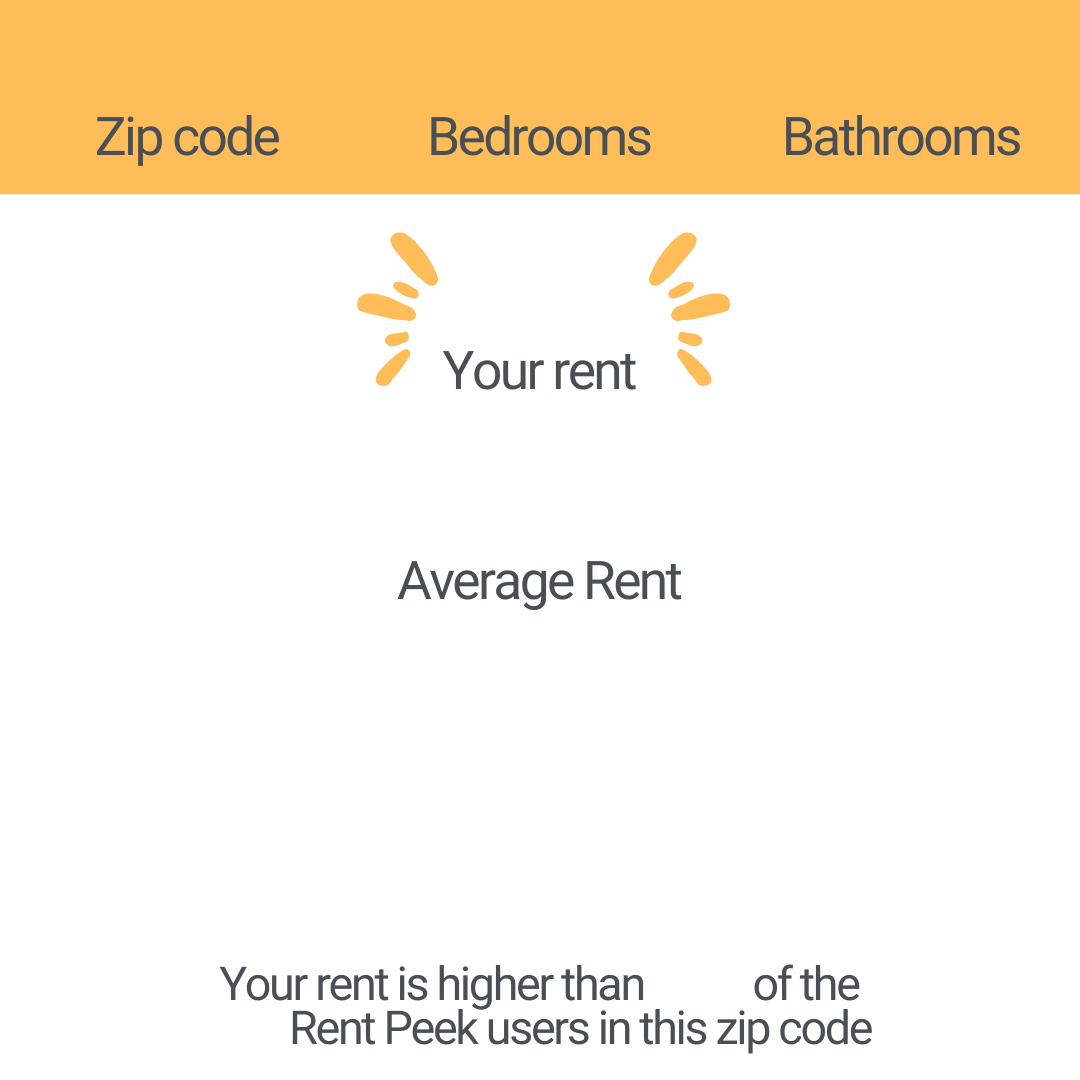 Zip code Bedrooms Bathrooms
Your rent
Average Rent
Your rent is higher than of the
Rent Peek users in this zip code